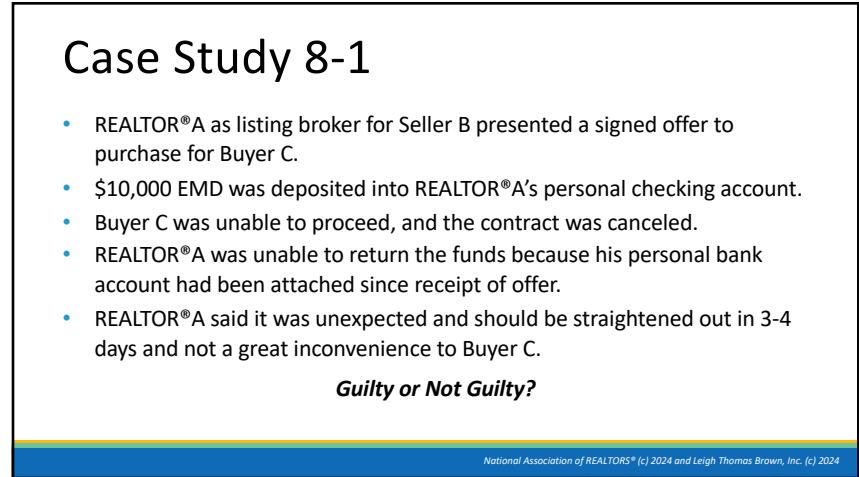 Case Study 8-1
• REALTOR®A as listing broker for Seller B presented a signed offer to
purchase for Buyer C.
• $10,000 EMD was deposited into REALTOR®A’s personal checking account.
• Buyer C was unable to proceed, and the contract was canceled.
• REALTOR®A was unable to return the funds because his personal bank
account had been attached since receipt of offer.
• REALTOR®A said it was unexpected and should be straightened out in 3-4
days and not a great inconvenience to Buyer C.
Guilty or Not Guilty?
National Association of REALTORS® (c) 2024 and Leigh Thomas Brown, Inc. (c) 2024